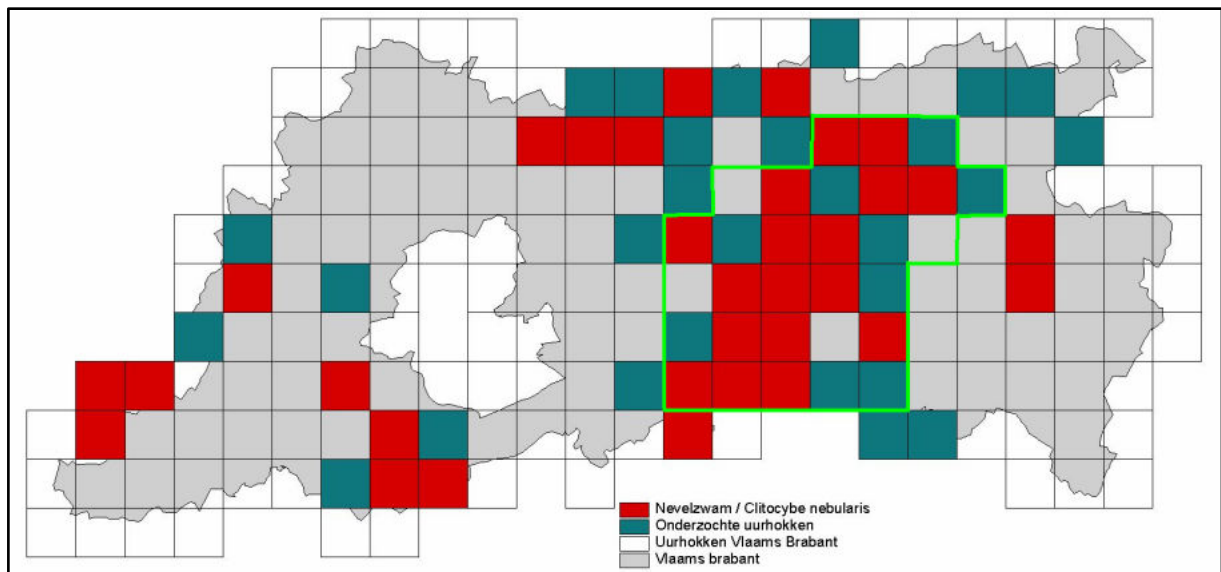 Nevelzwam / Clitocybe nebularis
Onderzochte uurhokken
Uurhokken Vlaams Brabant
Vlaams brabant